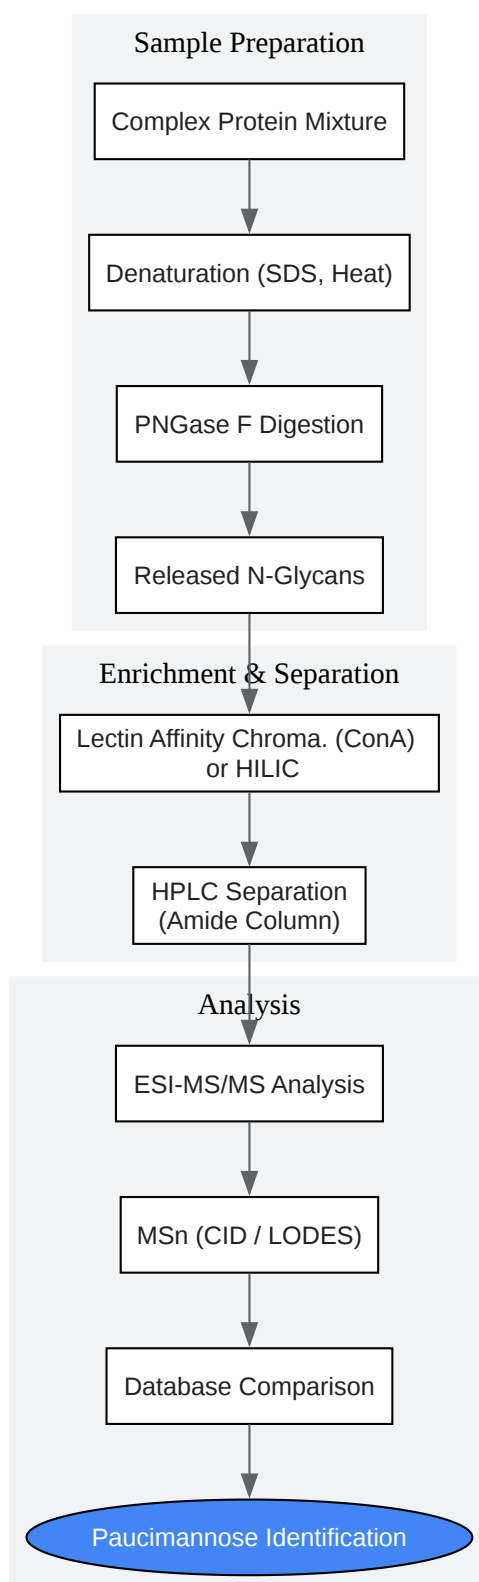 Sample Preparation
Complex Protein Mixture
Denaturation (SDS, Heat)
PNGase F Digestion
Released N-Glycans
Enrichment & Separation
Lectin Affinity Chroma. (ConA)
or HILIC
HPLC Separation
(Amide Column)
Analysis
ESI-MS/MS Analysis
MSn (CID / LODES)
Database Comparison
Paucimannose Identification